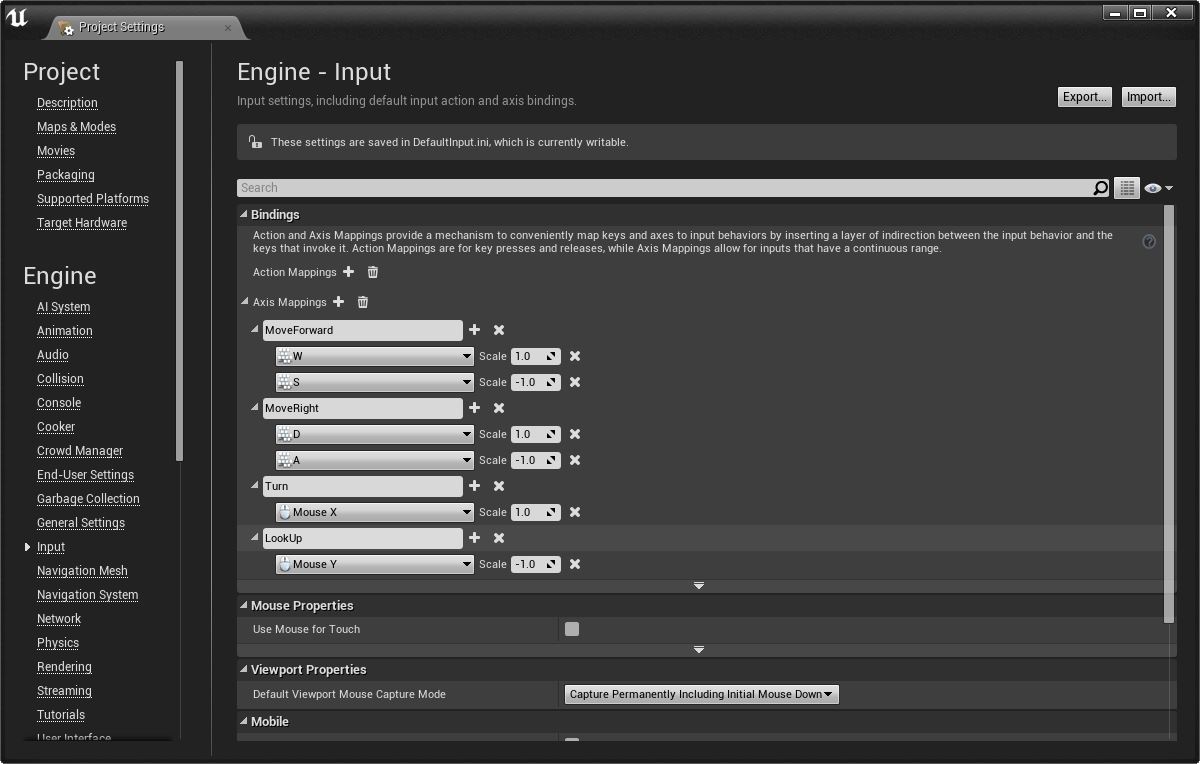 Project Settings
Project
Description
Maps & Modes
Movies
Packaging
Supported Platforms
Target Hardware
Engine
AI System
Animation
Audio
Collision
Console
Cooker
Crowd Manager
End-User Settings
Garbage Collection
General Settings
Input
Navigation Mesh
Navigation System
Network
Physics
Rendering
Streaming
Tutorials
User Interface
Engine - Input
Input settings, including default input action and axis bindings.
Export... Import...
These settings are saved in DefaultInput.ini, which is currently writable.
Search
Bindings
Action and Axis Mappings provide a mechanism to conveniently map keys and axes to input behaviors by inserting a layer of indirection between the input behavior and the
keys that invoke it. Action Mappings are for key presses and releases, while Axis Mappings allow for inputs that have a continuous range.
Action Mappings
Axis Mappings
MoveForward
W Scale 1.0
S Scale -1.0
MoveRight
D Scale 1.0
A Scale -1.0
Turn
Mouse X Scale 1.0
LookUp
Mouse Y Scale -1.0
Mouse Properties
Use Mouse for Touch
Viewport Properties
Default Viewport Mouse Capture Mode Capture Permanently Including Initial Mouse Down
Mobile